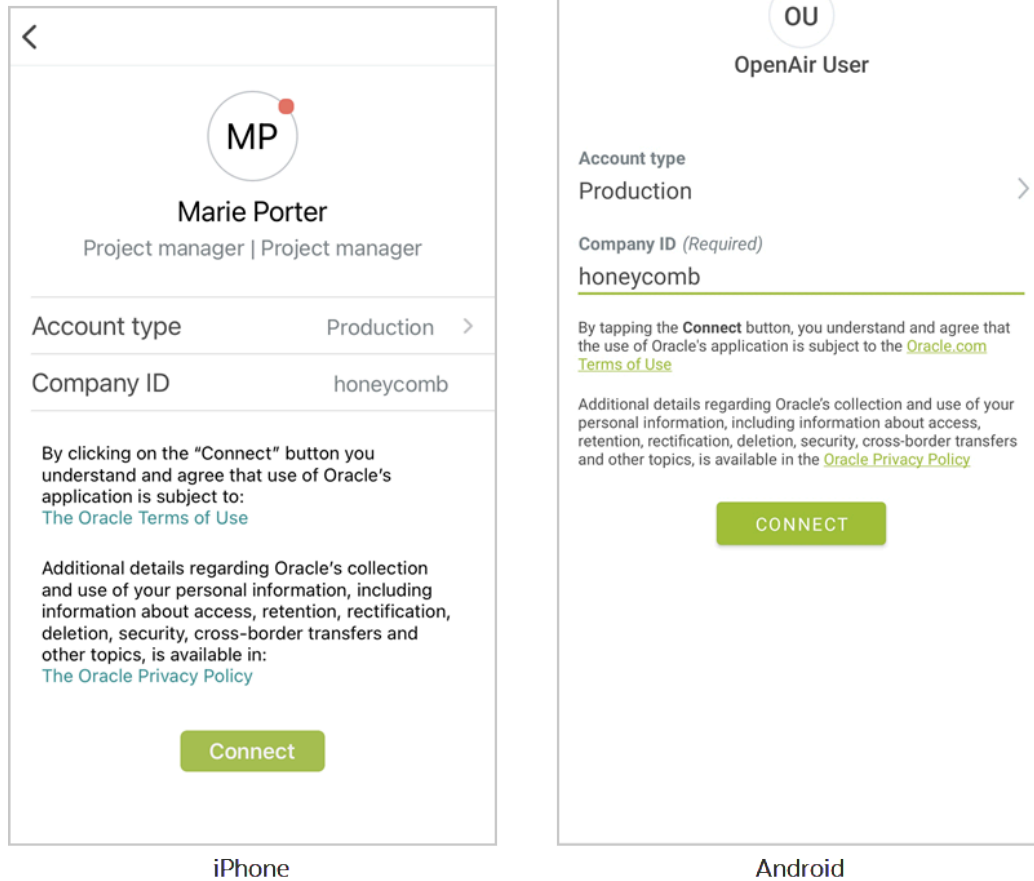 MP
Marie Porter
Project manager | Project manager
Account type Production
Company ID honeycomb
By clicking on the “Connect” button you
understand and agree that use of Oracle’s
application is subject to:
The Oracle Terms of Use
Additional details regarding Oracle’s collection
and use of your personal information, including
information about access, retention, rectification,
deletion, security, cross-border transfers and
other topics, is available in:
The Oracle Privacy Policy
Connect
iPhone
OU
OpenAir User
Account type
Production
Company ID (Required)
honeycomb
By tapping the Connect button, you understand and agree that
the use of Oracle's application is subject to the Oracle.com
Terms of Use
Additional details regarding Oracle’s collection and use of your
personal information, including information about access,
retention, rectification, deletion, security, cross-border transfers
and other topics, is available in the Oracle Privacy Policy
CONNECT
Android